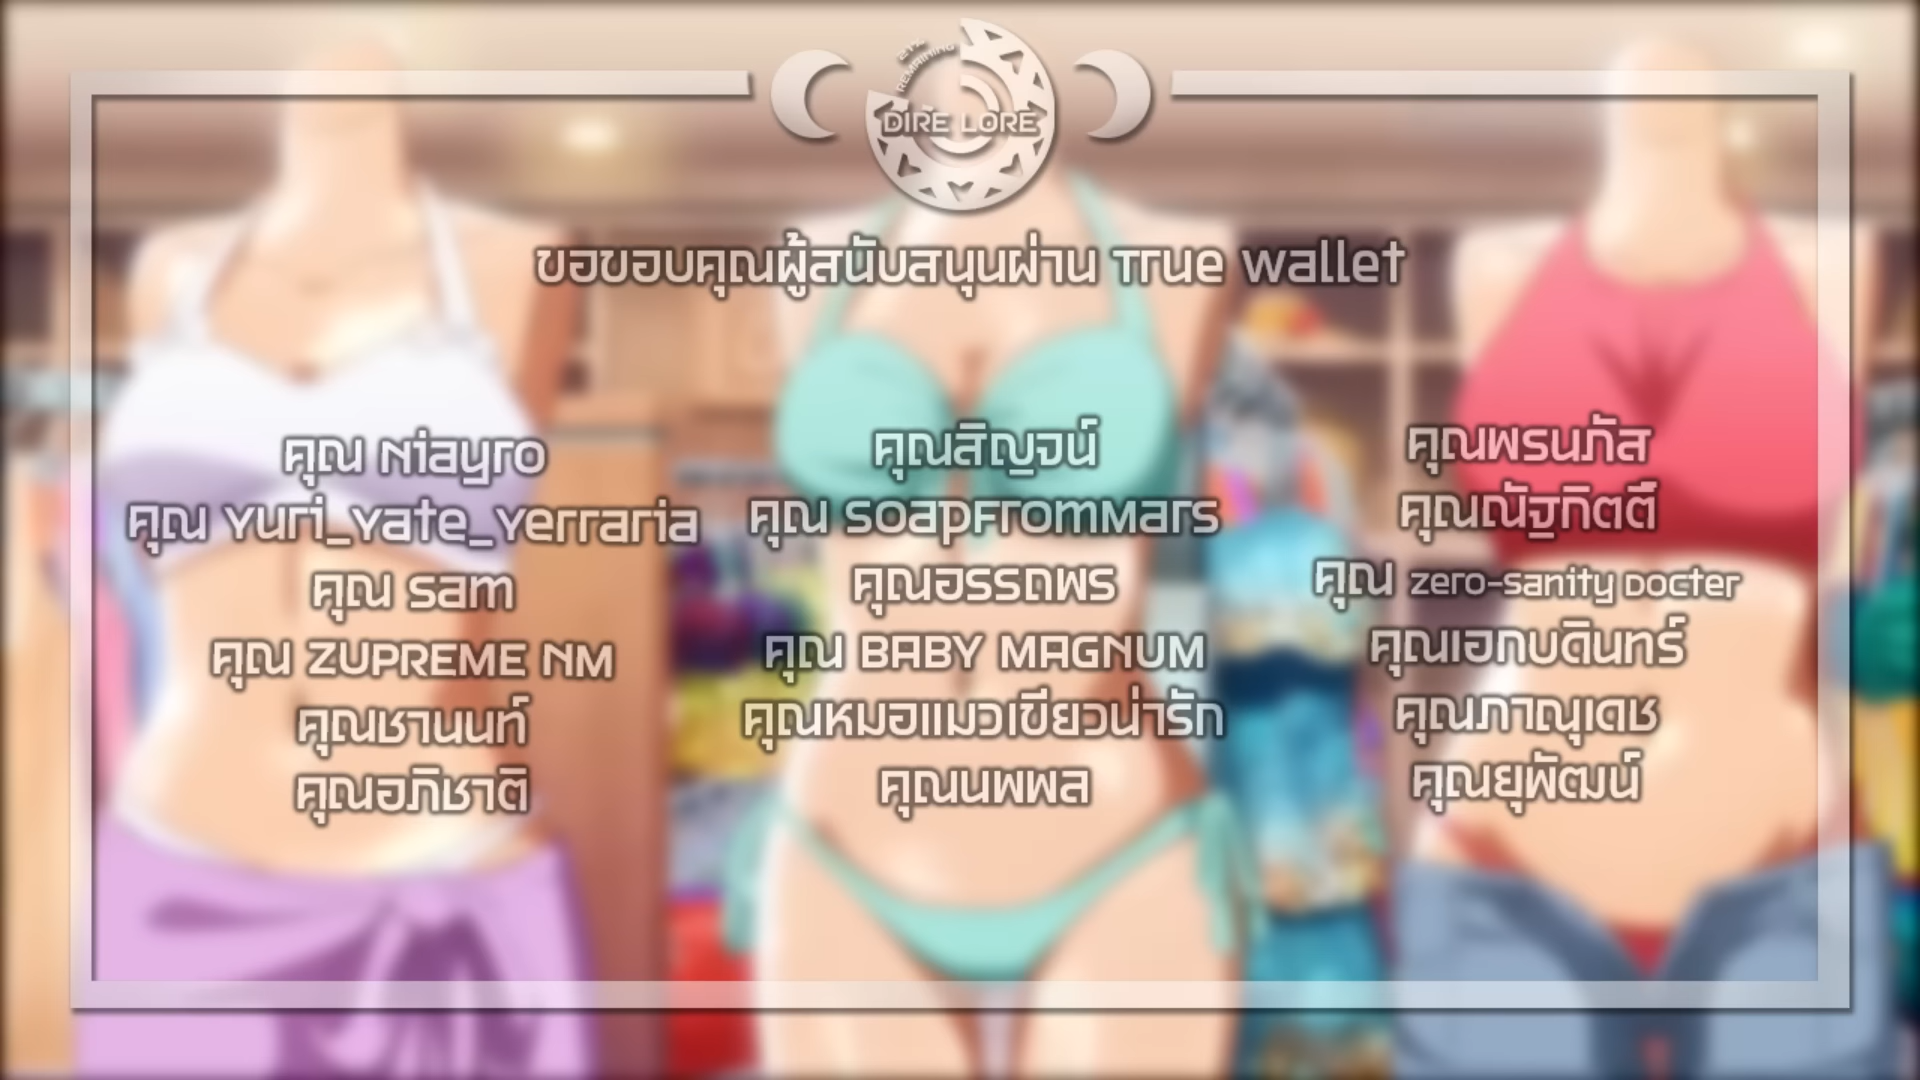 21%
REMAINING
DIRE LORE
ขอขอบคุณผู้สนับสนุนผ่าน True wallet
คุณ Niayro
คุณ Yuri_Yate_Yerraria
คุณ sam
คุณ ZUPREME NM
คุณชานนท์
คุณอภิชาติ
คุณสิญจน์
คุณ soapFromMars
คุณอรรถพร
คุณ BABY MAGNUM
คุณหมอแมวเขียวน่ารัก
คุณนพพล
คุณพรนภัส
คุณณัฐกิตติ์
คุณ zero-sanity Docter
คุณเอกบดินทร์
คุณภาณุเดช
คุณยุพัฒน์